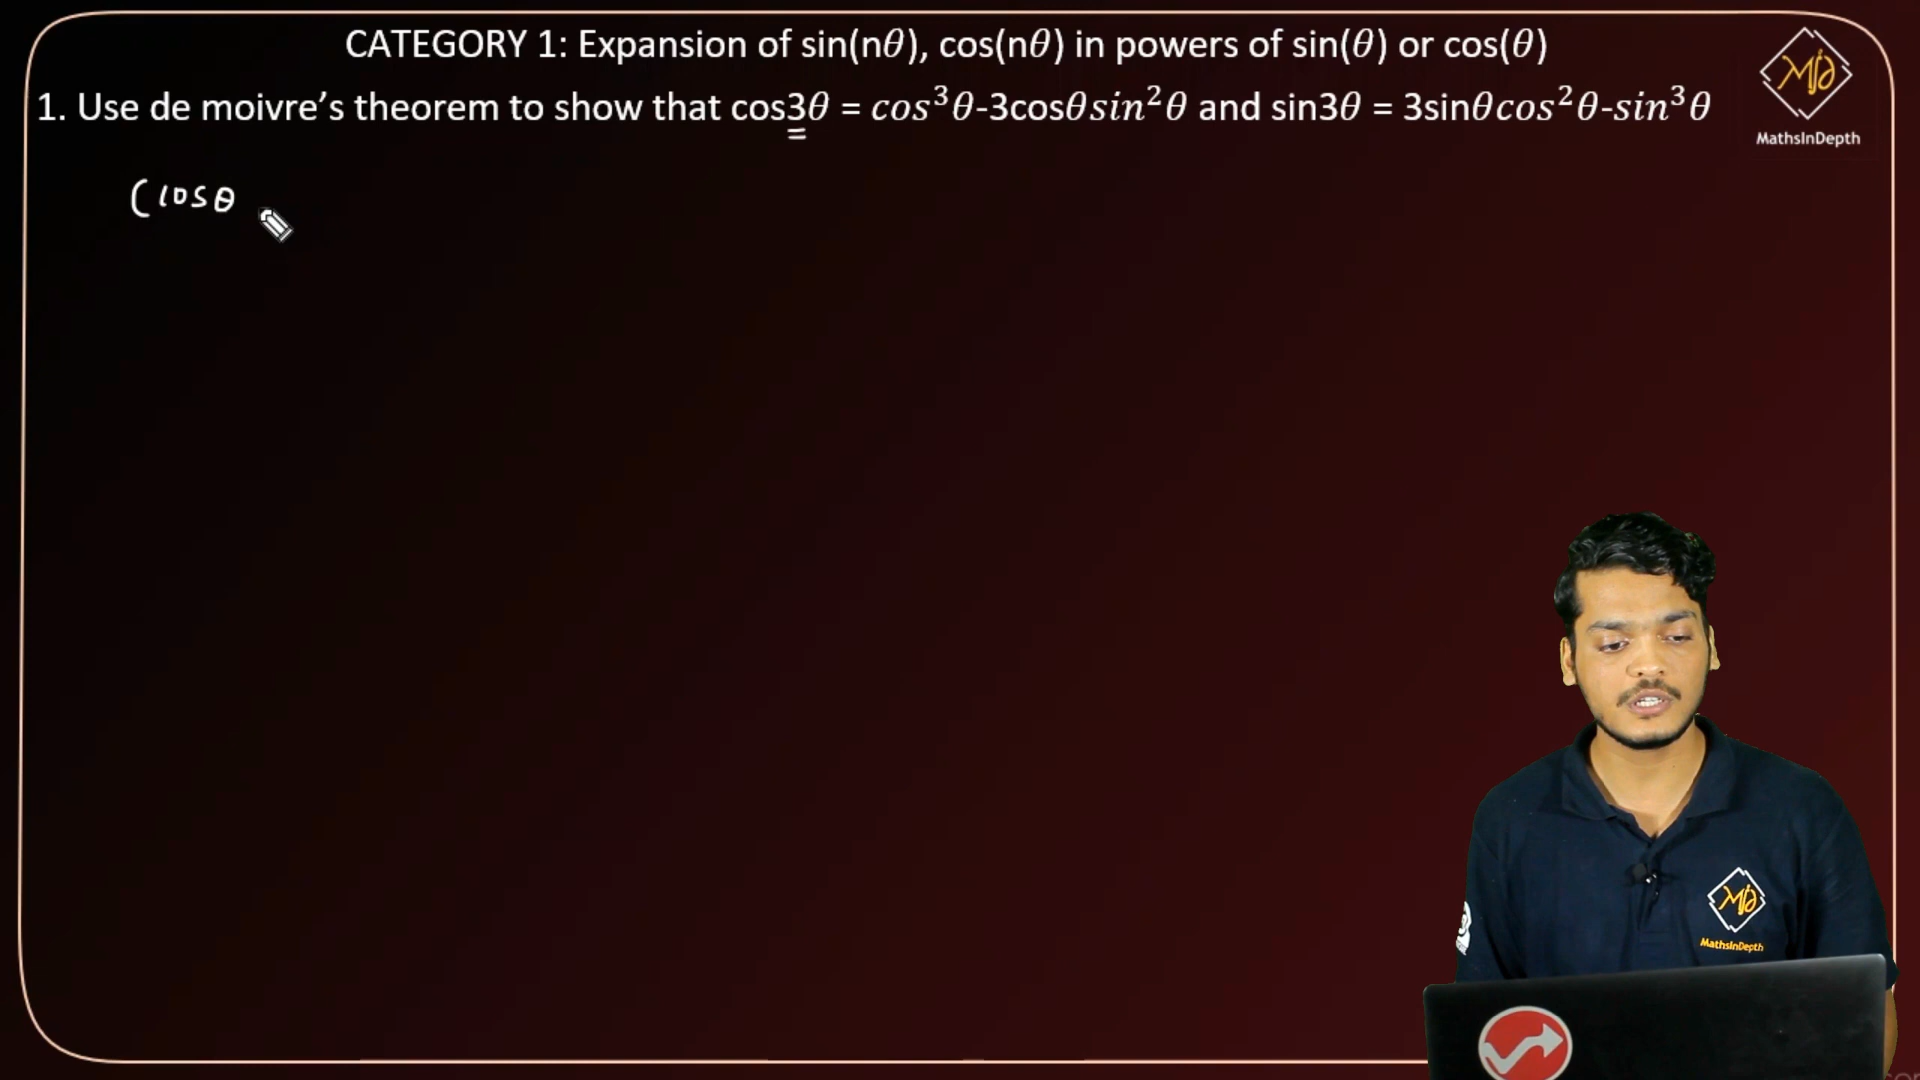 CATEGORY 1: Expansion of sin(nθ), cos(nθ) in powers of sin(θ) or cos(θ)
1. Use de moivre's theorem to show that cos3θ = 𝑐𝑜𝑠³θ-3cosθ𝑠𝑖𝑛²θ and sin3θ = 3sinθ𝑐𝑜𝑠²θ-𝑠𝑖𝑛³θ
MathsInDepth
(cosθ
MathsInDepth